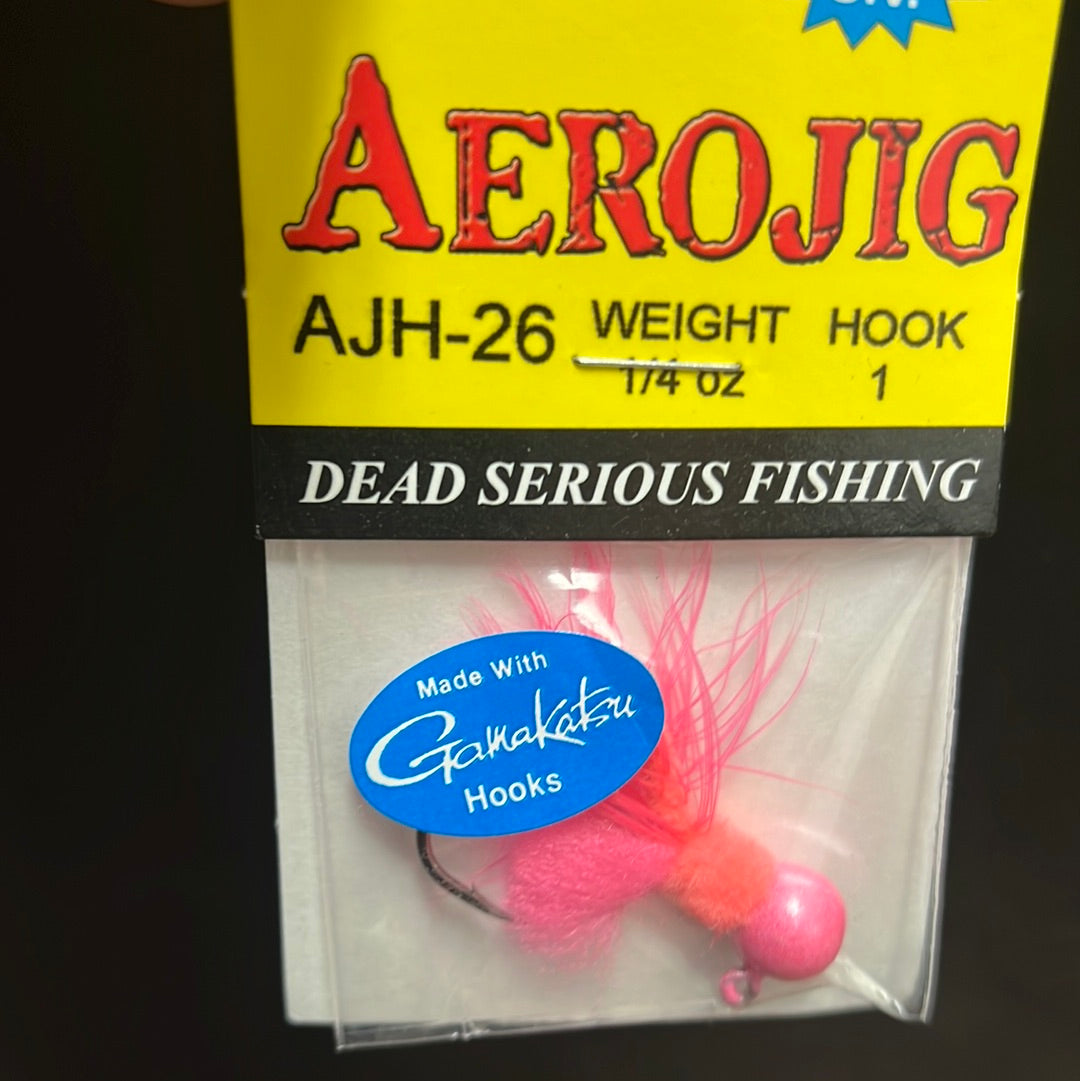 AEROJIG
AJH-26 WEIGHT HOOK
1/4 oz 1
DEAD SERIOUS FISHING
Made With
Gamakatsu
Hooks